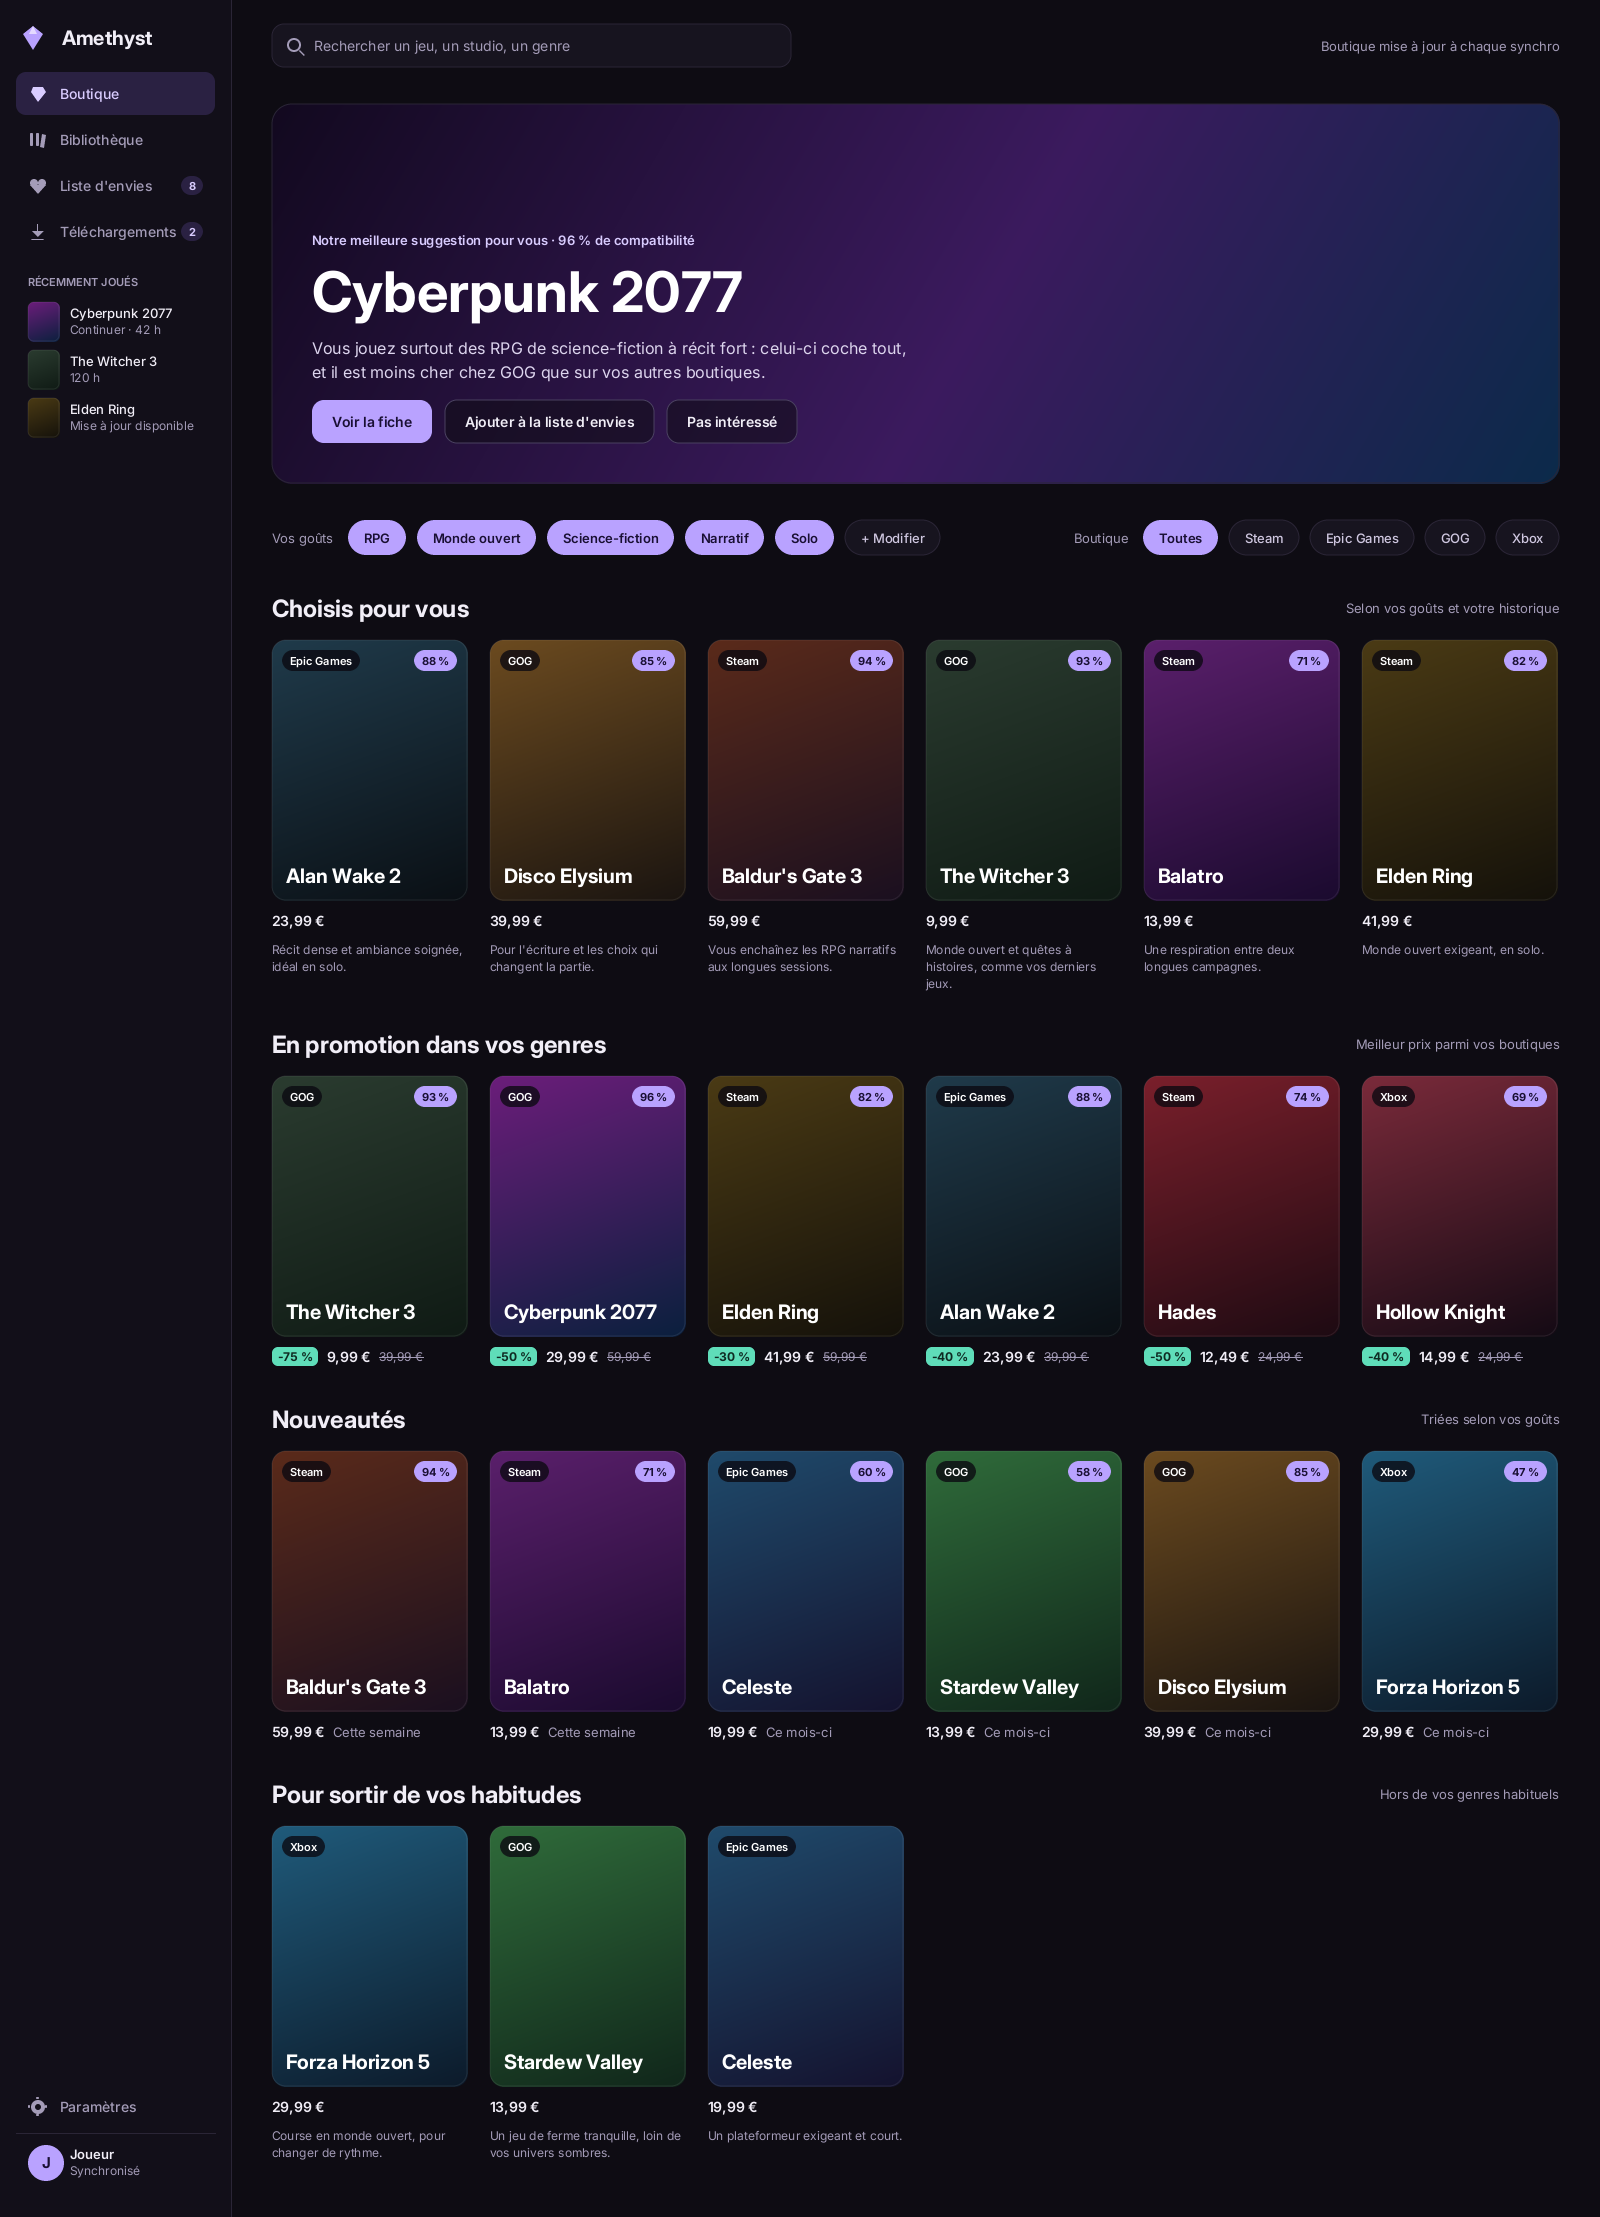 Amethyst
Boutique
Bibliothèque
Liste d'envies 8
Téléchargements 2
RÉCEMMENT JOUÉS
Cyberpunk 2077
Continuer · 42 h
The Witcher 3
120 h
Elden Ring
Mise à jour disponible
Paramètres
J
Joueur
Synchronisé
Rechercher un jeu, un studio, un genre
Boutique mise à jour à chaque synchro
Notre meilleure suggestion pour vous · 96 % de compatibilité
Cyberpunk 2077
Vous jouez surtout des RPG de science-fiction à récit fort : celui-ci coche tout,
et il est moins cher chez GOG que sur vos autres boutiques.
Voir la fiche Ajouter à la liste d'envies Pas intéressé
Vos goûts RPG Monde ouvert Science-fiction Narratif Solo + Modifier
Boutique Toutes Steam Epic Games GOG Xbox
Choisis pour vous
Selon vos goûts et votre historique
Epic Games 88 %
Alan Wake 2
23,99 €
Récit dense et ambiance soignée,
idéal en solo.
GOG 85 %
Disco Elysium
39,99 €
Pour l'écriture et les choix qui
changent la partie.
Steam 94 %
Baldur's Gate 3
59,99 €
Vous enchaînez les RPG narratifs
aux longues sessions.
GOG 93 %
The Witcher 3
9,99 €
Monde ouvert et quêtes à
histoires, comme vos derniers
jeux.
Steam 71 %
Balatro
13,99 €
Une respiration entre deux
longues campagnes.
Steam 82 %
Elden Ring
41,99 €
Monde ouvert exigeant, en solo.
En promotion dans vos genres
Meilleur prix parmi vos boutiques
GOG 93 %
The Witcher 3
-75 % 9,99 € 39,99 €
GOG 96 %
Cyberpunk 2077
-50 % 29,99 € 59,99 €
Steam 82 %
Elden Ring
-30 % 41,99 € 59,99 €
Epic Games 88 %
Alan Wake 2
-40 % 23,99 € 39,99 €
Steam 74 %
Hades
-50 % 12,49 € 24,99 €
Xbox 69 %
Hollow Knight
-40 % 14,99 € 24,99 €
Nouveautés
Triées selon vos goûts
Steam 94 %
Baldur's Gate 3
59,99 € Cette semaine
Steam 71 %
Balatro
13,99 € Cette semaine
Epic Games 60 %
Celeste
19,99 € Ce mois-ci
GOG 58 %
Stardew Valley
13,99 € Ce mois-ci
GOG 85 %
Disco Elysium
39,99 € Ce mois-ci
Xbox 47 %
Forza Horizon 5
29,99 € Ce mois-ci
Pour sortir de vos habitudes
Hors de vos genres habituels
Xbox
Forza Horizon 5
29,99 €
Course en monde ouvert, pour
changer de rythme.
GOG
Stardew Valley
13,99 €
Un jeu de ferme tranquille, loin de
vos univers sombres.
Epic Games
Celeste
19,99 €
Un plateformeur exigeant et court.